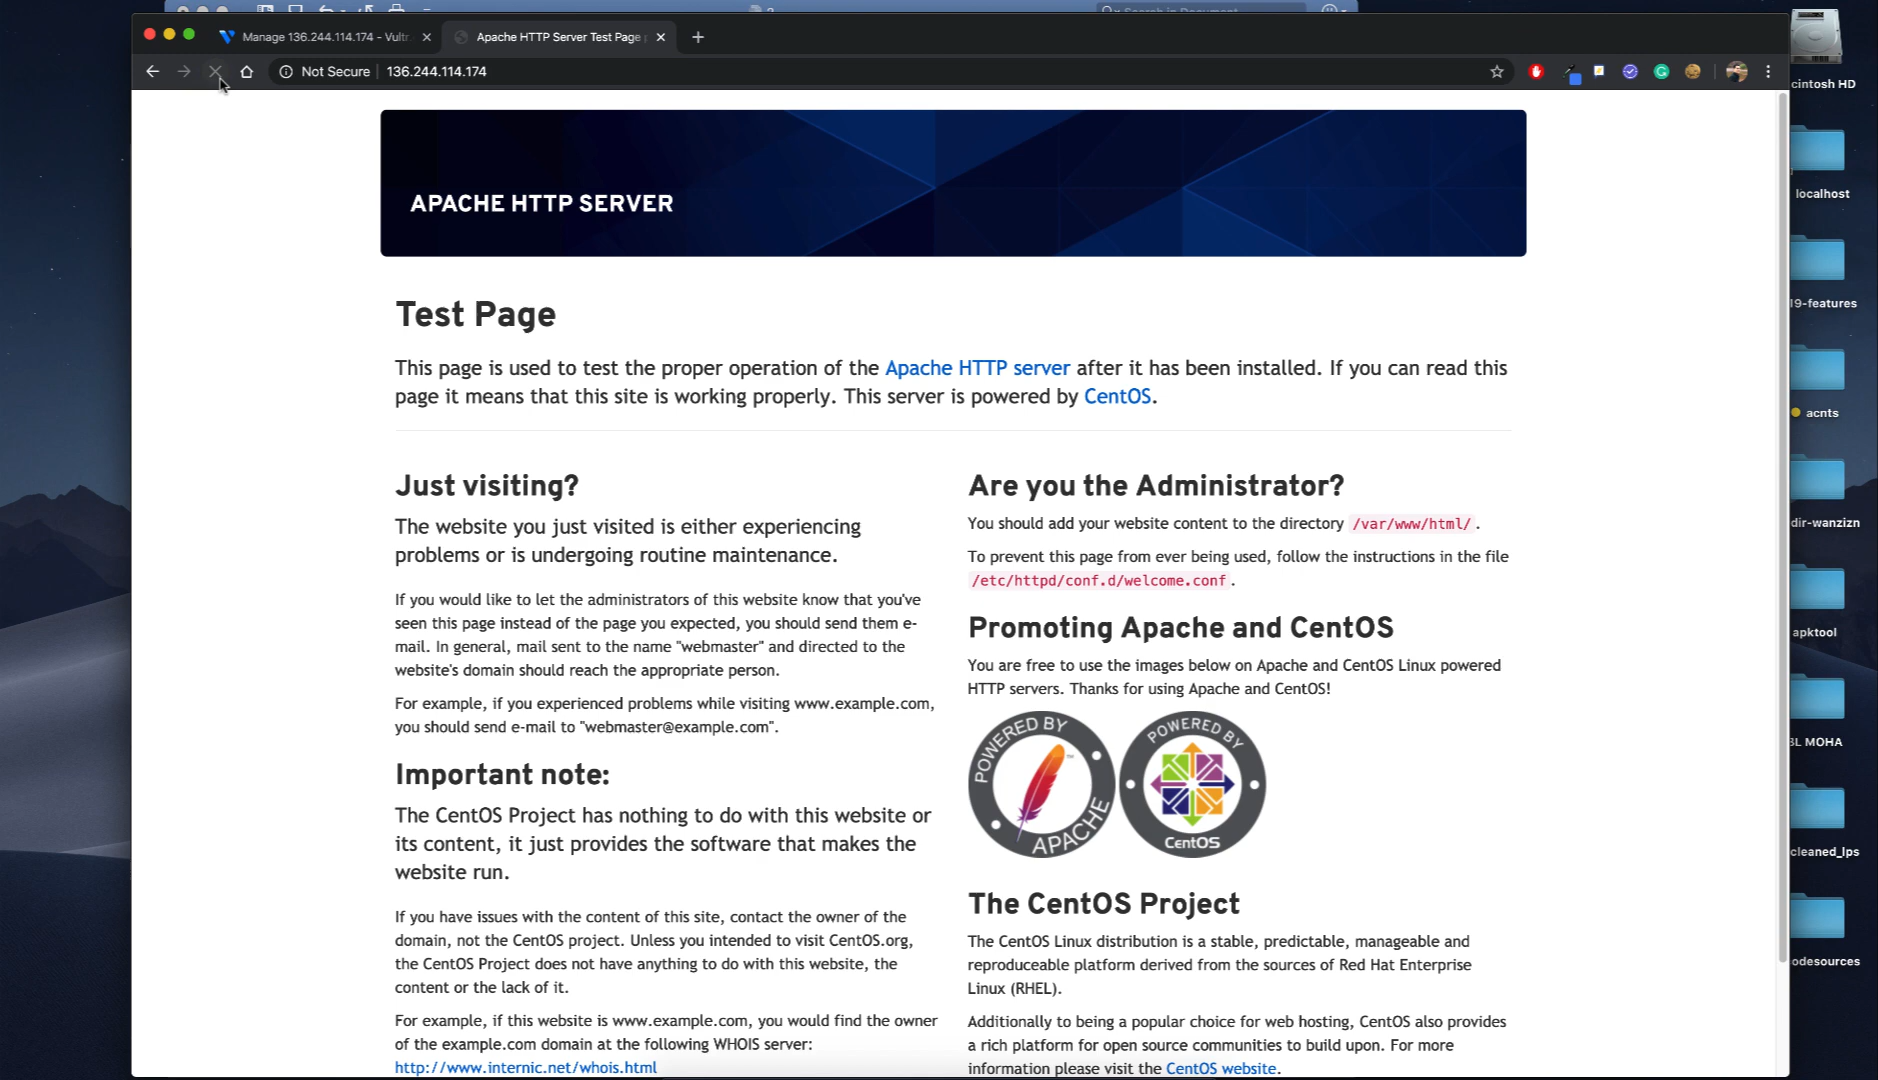 Search in Document
Manage 136.244.114.174 - Vultr
Apache HTTP Server Test Page
Not Secure
136.244.114.174
APACHE HTTP SERVER
Test Page
This page is used to test the proper operation of the Apache HTTP server after it has been installed. If you can read this
page it means that this site is working properly. This server is powered by CentOS.
Just visiting?
The website you just visited is either experiencing
problems or is undergoing routine maintenance.
If you would like to let the administrators of this website know that you've
seen this page instead of the page you expected, you should send them e-
mail. In general, mail sent to the name "webmaster" and directed to the
website's domain should reach the appropriate person.
For example, if you experienced problems while visiting www.example.com,
you should send e-mail to "webmaster@example.com".
Important note:
The CentOS Project has nothing to do with this website or
its content, it just provides the software that makes the
website run.
If you have issues with the content of this site, contact the owner of the
domain, not the CentOS project. Unless you intended to visit CentOS.org,
the CentOS Project does not have anything to do with this website, the
content or the lack of it.
For example, if this website is www.example.com, you would find the owner
of the example.com domain at the following WHOIS server:
http://www.internic.net/whois.html
Are you the Administrator?
You should add your website content to the directory /var/www/html/ .
To prevent this page from ever being used, follow the instructions in the file
/etc/httpd/conf.d/welcome.conf .
Promoting Apache and CentOS
You are free to use the images below on Apache and CentOS Linux powered
HTTP servers. Thanks for using Apache and CentOS!
POWERED BY
APACHE
POWERED BY
CentOS
The CentOS Project
The CentOS Linux distribution is a stable, predictable, manageable and
reproduceable platform derived from the sources of Red Hat Enterprise
Linux (RHEL).
Additionally to being a popular choice for web hosting, CentOS also provides
a rich platform for open source communities to build upon. For more
information please visit the CentOS website.
cintosh HD
localhost
19-features
acnts
dir-wanzizn
apktool
BL MOHA
cleaned_lps
odesources